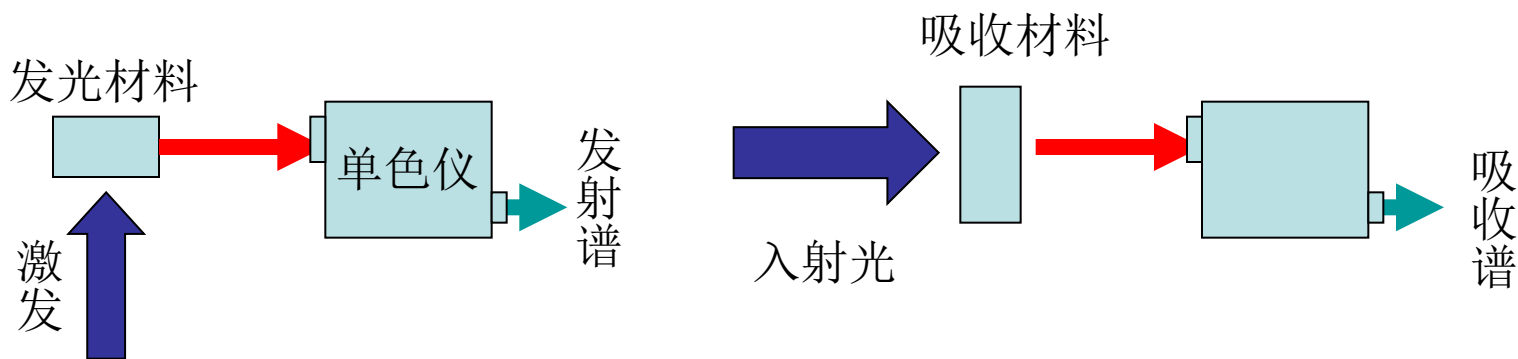 发光材料
单色仪
激发
发射谱
吸收材料
入射光
吸收谱